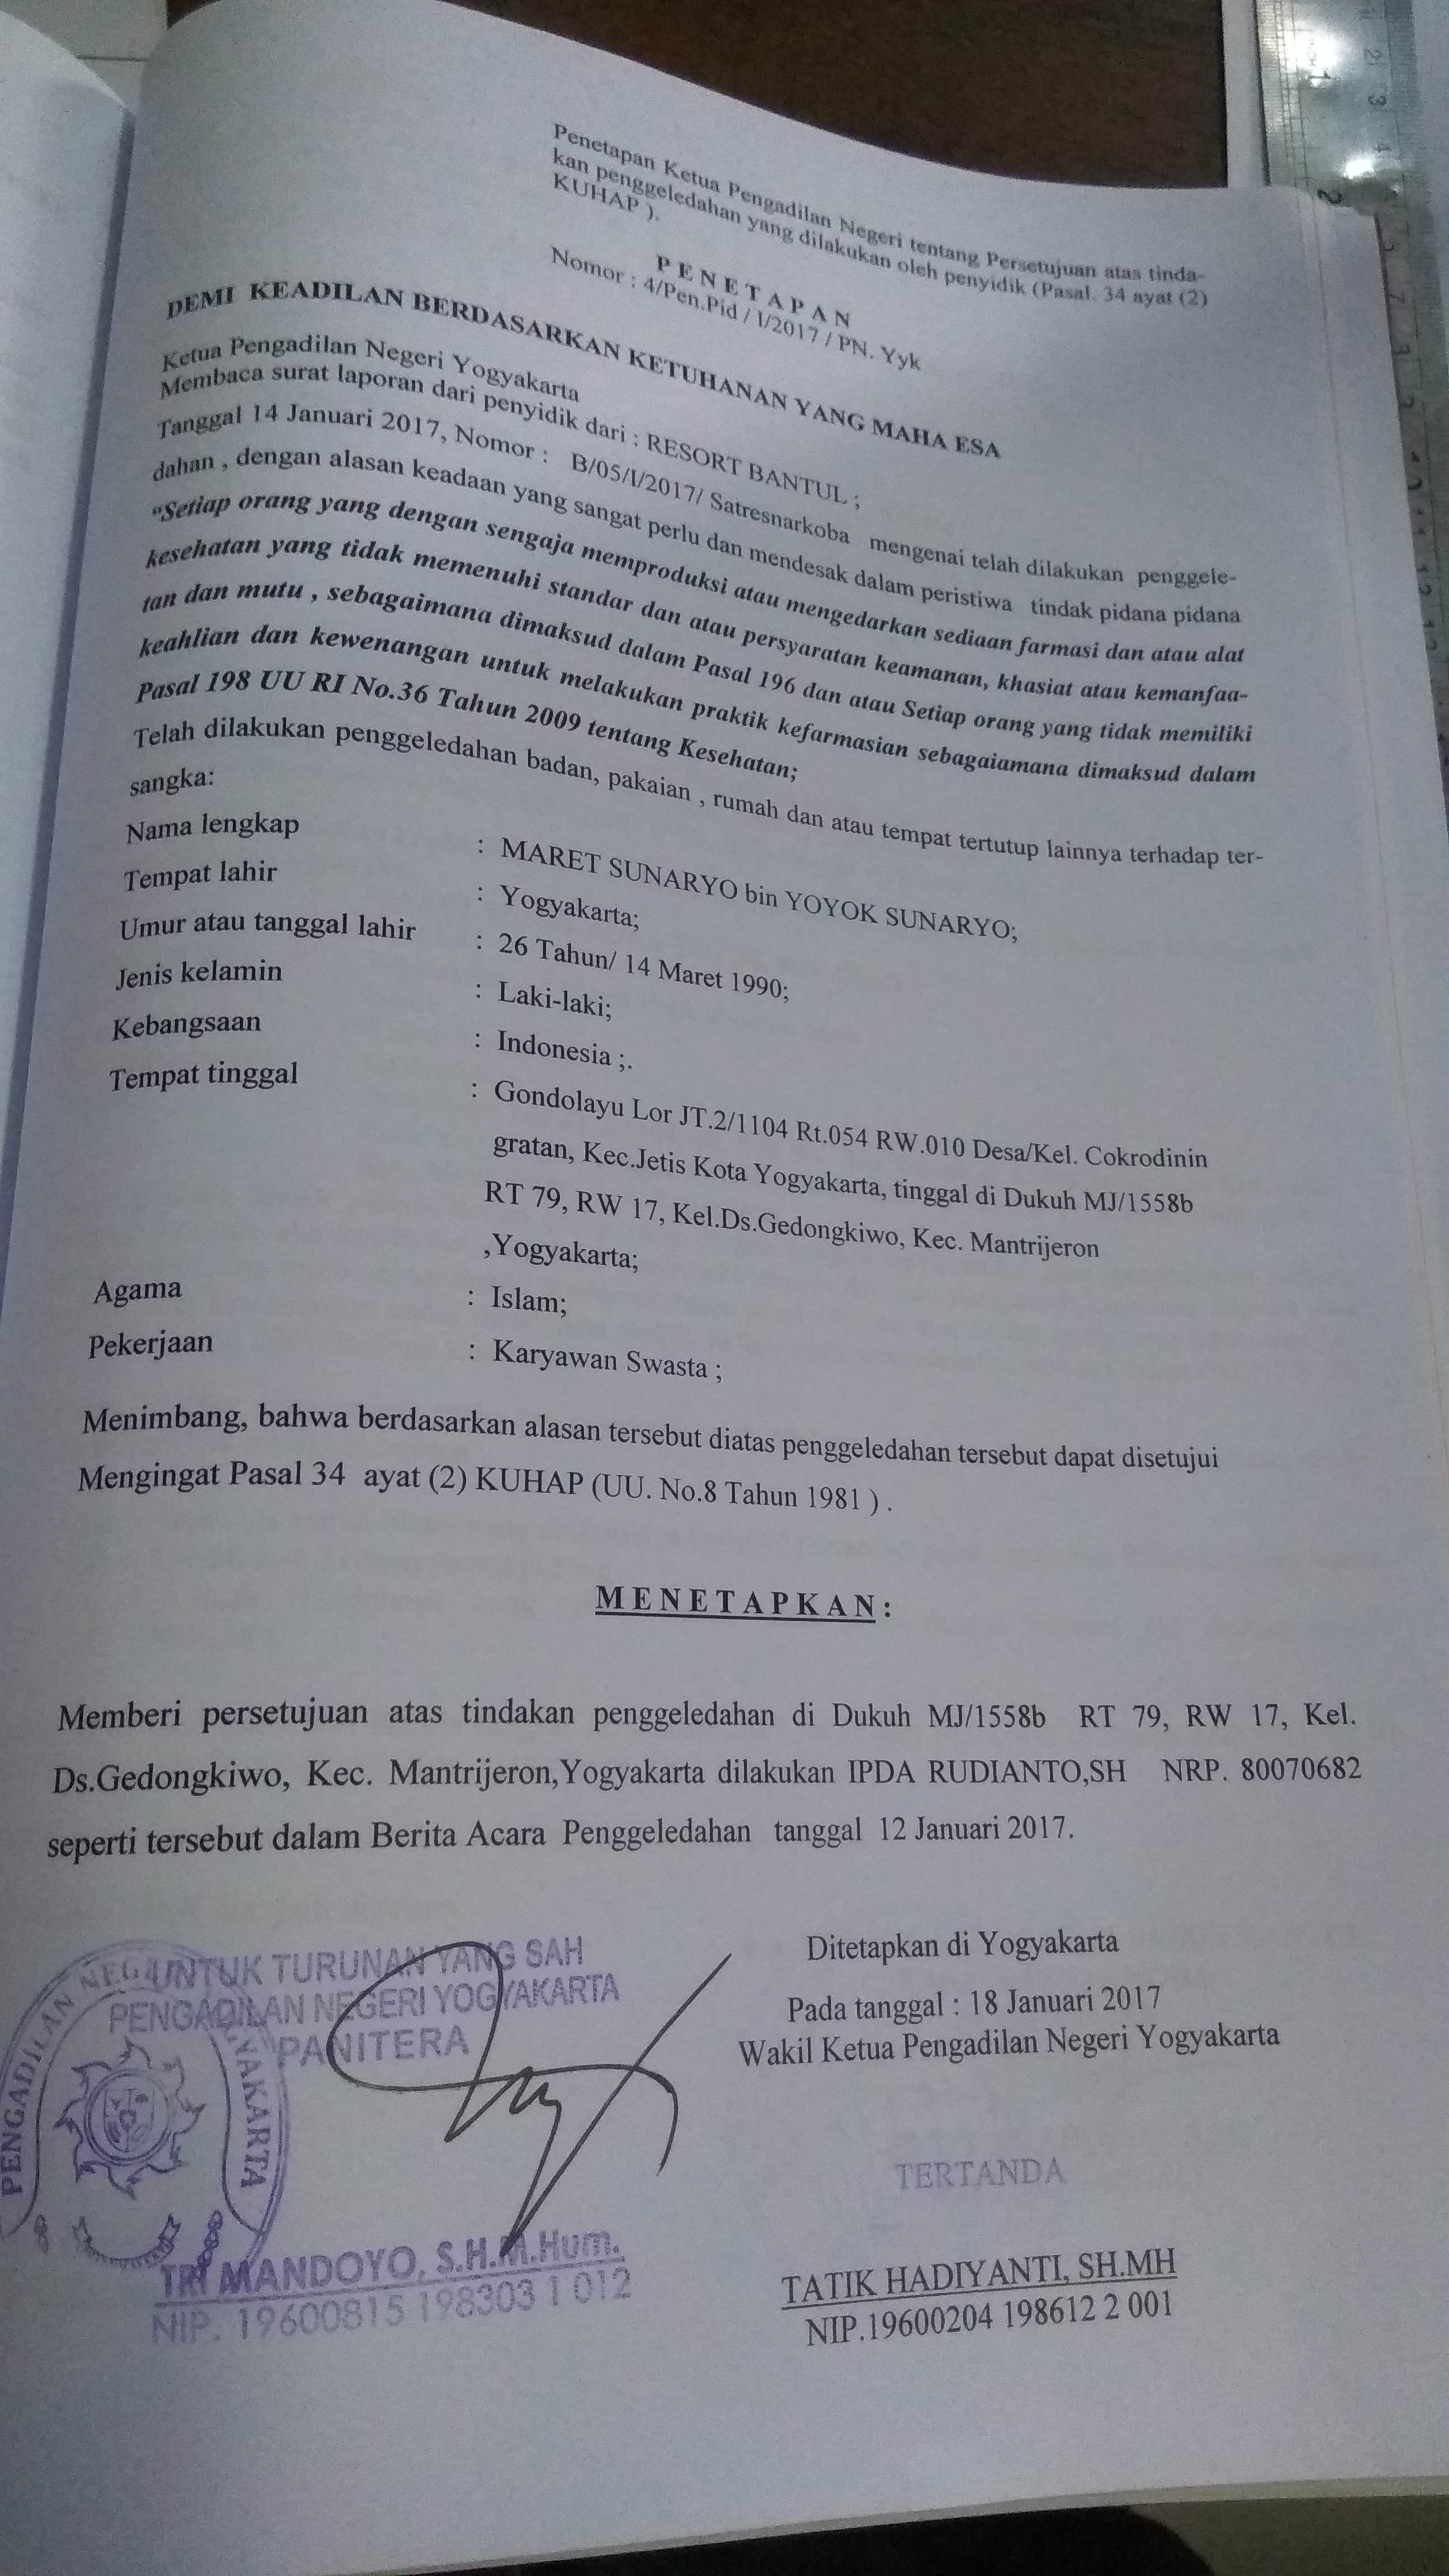 Penetapan Ketua Pengadilan Negeri tentang Persetujuan atas tinda-
kan penggeledahan yang dilakukan oleh penyidik (Pasal. 34 ayat (2)
KUHAP ).
P E N E T A P A N
Nomor : 4/Pen.Pid / I/2017 / PN. Yyk
DEMI KEADILAN BERDASARKAN KETUHANAN YANG MAHA ESA
Ketua Pengadilan Negeri Yogyakarta
Membaca surat laporan dari penyidik dari : RESORT BANTUL ;
Tanggal 14 Januari 2017, Nomor : B/05/I/2017/ Satresnarkoba mengenai telah dilakukan penggele-
dahan , dengan alasan keadaan yang sangat perlu dan mendesak dalam peristiwa tindak pidana pidana
"Setiap orang yang dengan sengaja memproduksi atau mengedarkan sediaan farmasi dan atau alat
kesehatan yang tidak memenuhi standar dan atau persyaratan keamanan, khasiat atau kemanfaa-
tan dan mutu , sebagaimana dimaksud dalam Pasal 196 dan atau Setiap orang yang tidak memiliki
keahlian dan kewenangan untuk melakukan praktik kefarmasian sebagaiamana dimaksud dalam
Pasal 198 UU RI No.36 Tahun 2009 tentang Kesehatan;
Telah dilakukan penggeledahan badan, pakaian , rumah dan atau tempat tertutup lainnya terhadap ter-
sangka:
Nama lengkap : MARET SUNARYO bin YOYOK SUNARYO;
Tempat lahir : Yogyakarta;
Umur atau tanggal lahir : 26 Tahun/ 14 Maret 1990;
Jenis kelamin : Laki-laki;
Kebangsaan : Indonesia ;.
Tempat tinggal : Gondolayu Lor JT.2/1104 Rt.054 RW.010 Desa/Kel. Cokrodinin
gratan, Kec.Jetis Kota Yogyakarta, tinggal di Dukuh MJ/1558b
RT 79, RW 17, Kel.Ds.Gedongkiwo, Kec. Mantrijeron
,Yogyakarta;
Agama : Islam;
Pekerjaan : Karyawan Swasta ;
Menimbang, bahwa berdasarkan alasan tersebut diatas penggeledahan tersebut dapat disetujui
Mengingat Pasal 34 ayat (2) KUHAP (UU. No.8 Tahun 1981 ) .
M E N E T A P K A N :
Memberi persetujuan atas tindakan penggeledahan di Dukuh MJ/1558b RT 79, RW 17, Kel.
Ds.Gedongkiwo, Kec. Mantrijeron,Yogyakarta dilakukan IPDA RUDIANTO,SH NRP. 80070682
seperti tersebut dalam Berita Acara Penggeledahan tanggal 12 Januari 2017.
Ditetapkan di Yogyakarta
Pada tanggal : 18 Januari 2017
Wakil Ketua Pengadilan Negeri Yogyakarta
TERTANDA
TATIK HADIYANTI, SH.MH
NIP.19600204 198612 2 001
UNTUK TURUNAN YANG SAH
PENGADILAN NEGERI YOGYAKARTA
PANITERA
TRI MANDOYO, S.H.M.Hum.
NIP. 19600815 198303 1 012